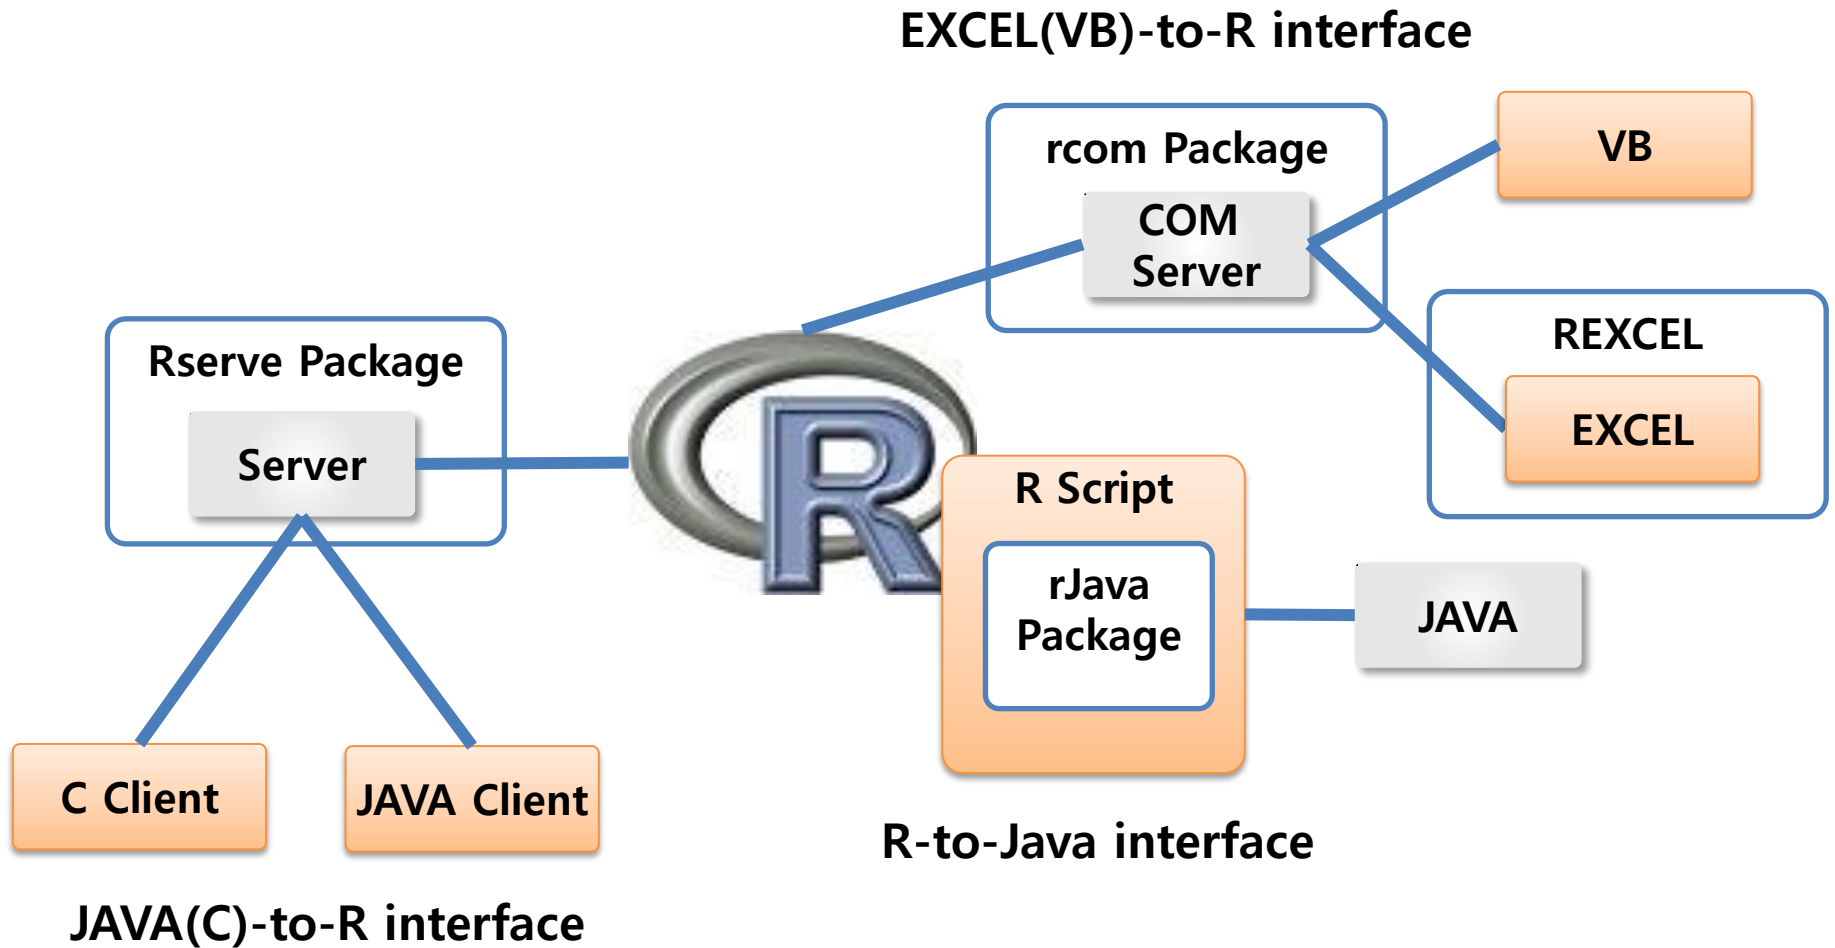 EXCEL(VB)-to-R interface
rcom Package
COM
Server
VB
REXCEL
EXCEL
Rserve Package
Server
R
R Script
rJava
Package
JAVA
C Client
JAVA Client
R-to-Java interface
JAVA(C)-to-R interface